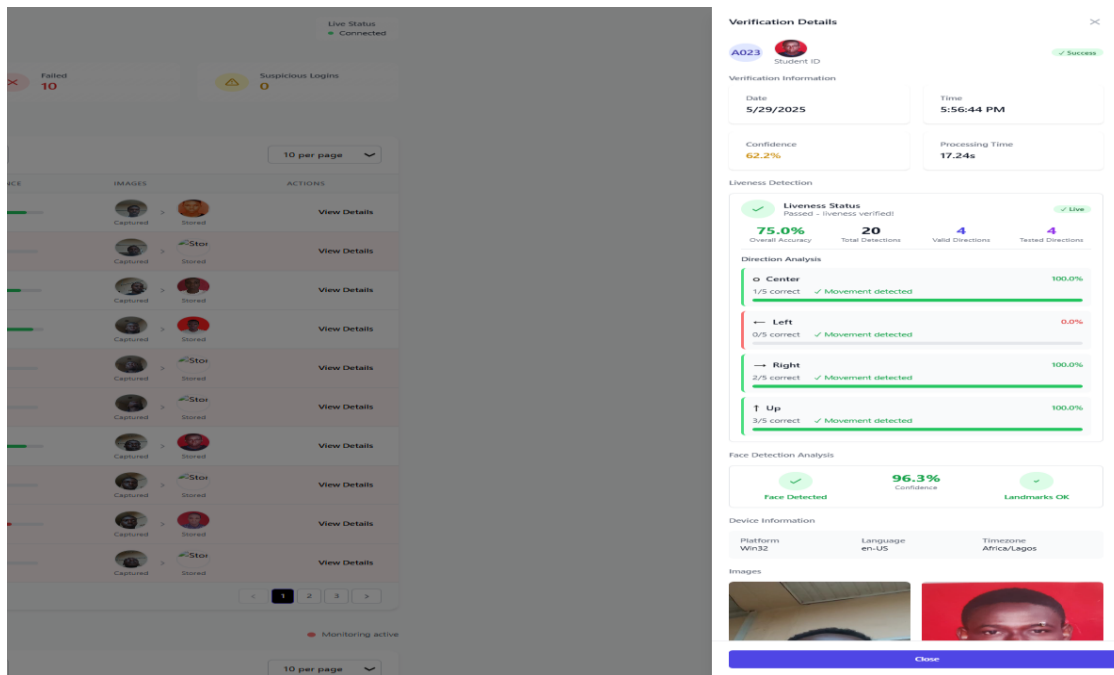 Live Status
Connected
Failed
10
Suspicious Logins
0
10 per page
NCE
IMAGES
ACTIONS
Captured > Stored View Details
Captured > Stor Stored View Details
Captured > Stored View Details
Captured > Stored View Details
Captured > Stor Stored View Details
Captured > Stor Stored View Details
Captured > Stored View Details
Captured > Stor Stored View Details
Captured > Stored View Details
Captured > Stor Stored View Details
< 1 2 3 >
Monitoring active
10 per page
Verification Details
A023
Student ID
✓ Success
Verification Information
Date
5/29/2025
Time
5:56:44 PM
Confidence
62.2%
Processing Time
17.24s
Liveness Detection
Liveness Status
Passed - liveness verified!
✓ Live
75.0% 20 4 4
Overall Accuracy Total Detections Valid Directions Tested Directions
Direction Analysis
Center 100.0%
1/5 correct ✓ Movement detected
← Left 0.0%
0/5 correct ✓ Movement detected
→ Right 100.0%
2/5 correct ✓ Movement detected
↑ Up 100.0%
3/5 correct ✓ Movement detected
Face Detection Analysis
Face Detected
96.3%
Confidence
Landmarks OK
Device Information
Platform Language Timezone
Win32 en-US Africa/Lagos
Images
Close